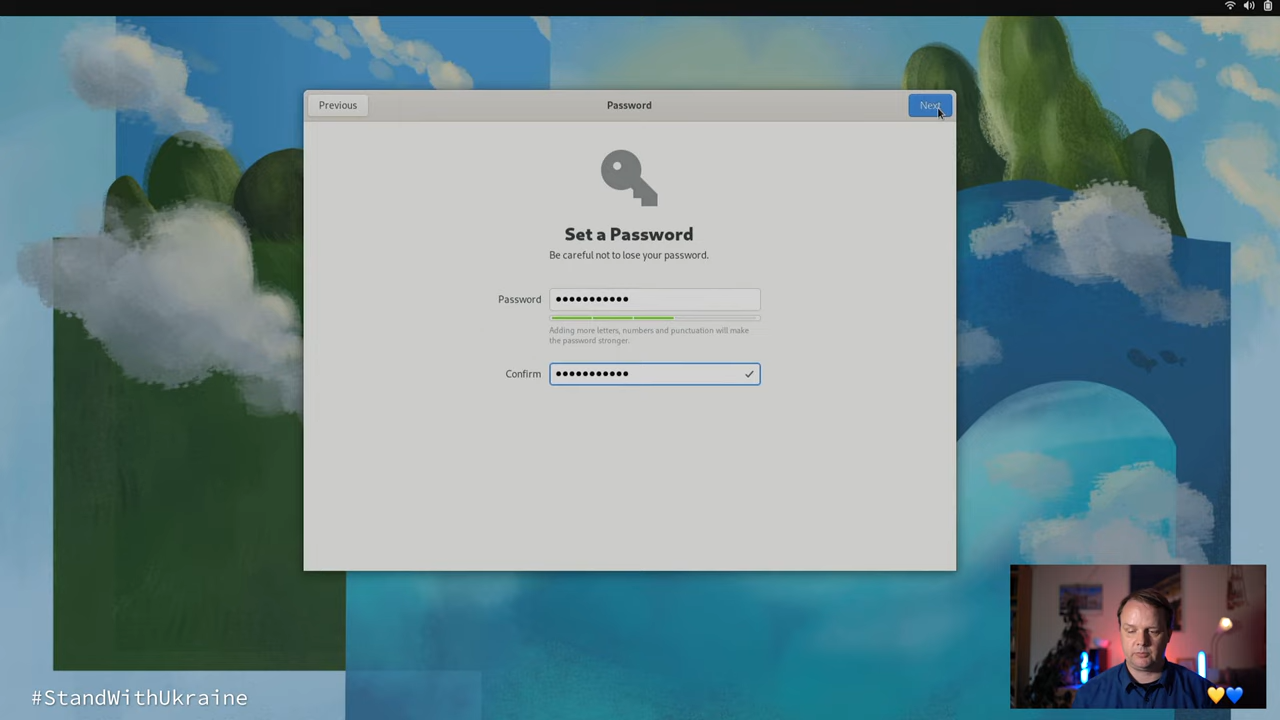 Previous
Password
Next
Set a Password
Be careful not to lose your password.
Password
●●●●●●●●●●●
Adding more letters, numbers and punctuation will make
the password stronger.
Confirm
●●●●●●●●●●●
#StandWithUkraine